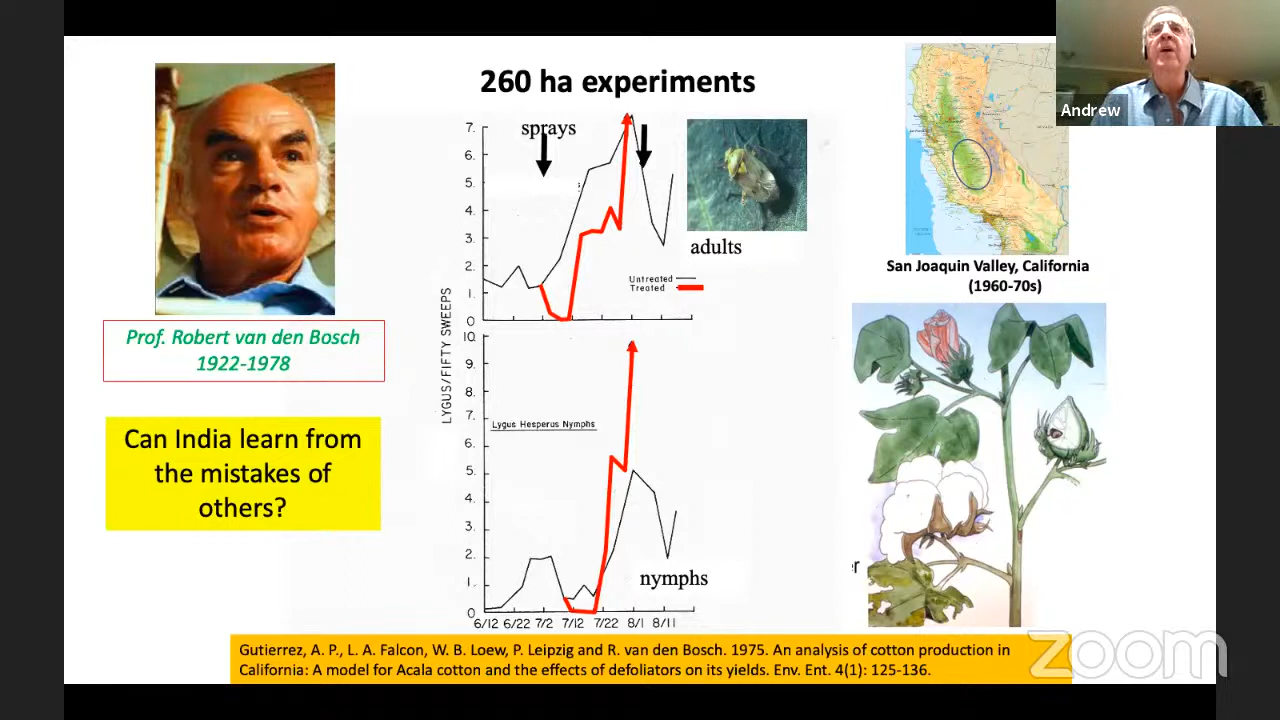 260 ha experiments
Andrew
Prof. Robert van den Bosch
1922-1978
Can India learn from
the mistakes of
others?
LYGUS/FIFTY SWEEPS
7.
6.
5.
4.
3.
2.
1.
0.
sprays
adults
Untreated
Treated
10.
9.
8.
7.
6.
5.
4.
3.
2.
1.
0
Lygus Hesperus Nymphs
nymphs
6/12 6/22 7/2 7/12 7/22 8/1 8/11
San Joaquin Valley, California
(1960-70s)
er
Gutierrez, A. P., L. A. Falcon, W. B. Loew, P. Leipzig and R. van den Bosch. 1975. An analysis of cotton production in
California: A model for Acala cotton and the effects of defoliators on its yields. Env. Ent. 4(1): 125-136.
zoom